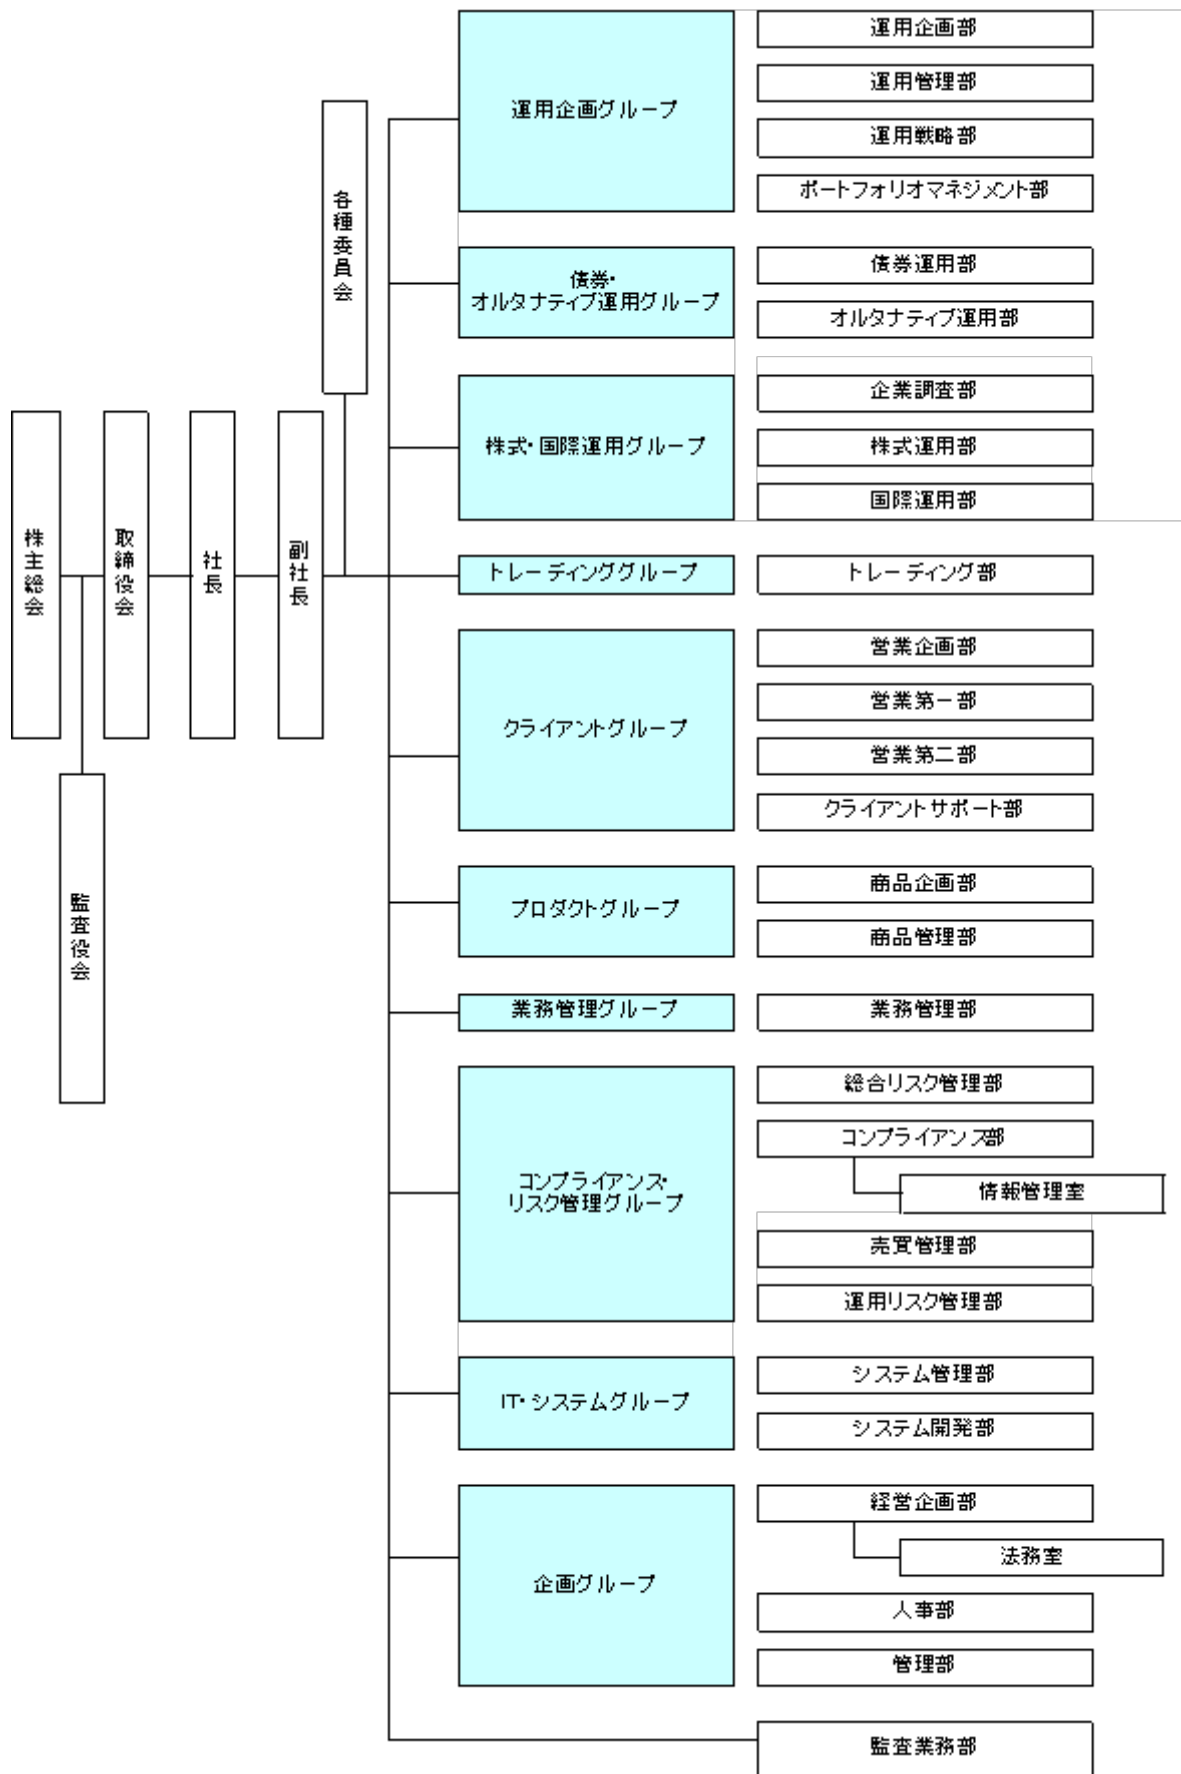 株主総会
監査役会
取締役会
社長
副社長
各種委員会
運用企画グループ
運用企画部
運用管理部
運用戦略部
ポートフォリオマネジメント部
債券・
オルタナティブ運用グループ
債券運用部
オルタナティブ運用部
株式・国際運用グループ
企業調査部
株式運用部
国際運用部
トレーディンググループ
トレーディング部
クライアントグループ
営業企画部
営業第一部
営業第二部
クライアントサポート部
プロダクトグループ
商品企画部
商品管理部
業務管理グループ
業務管理部
コンプライアンス・
リスク管理グループ
総合リスク管理部
コンプライアンス部
情報管理室
売買管理部
運用リスク管理部
IT・システムグループ
システム管理部
システム開発部
企画グループ
経営企画部
法務室
人事部
管理部
監査業務部